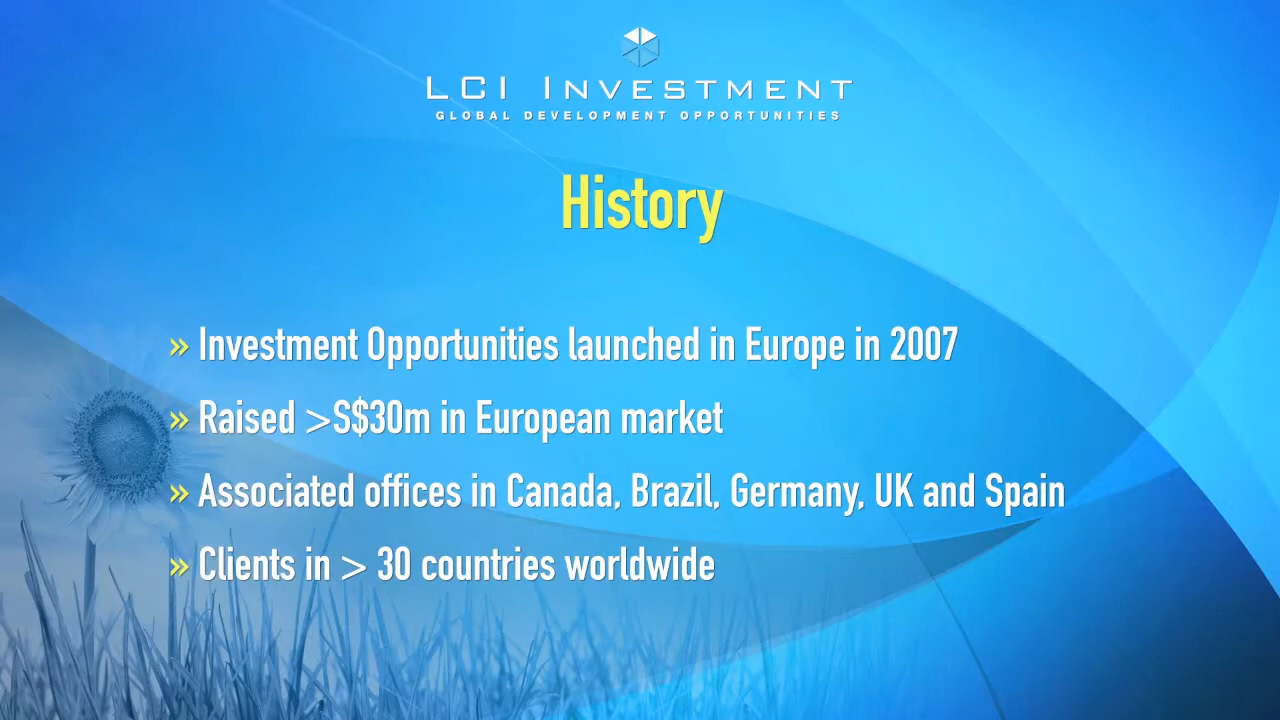 LCI INVESTMENT
GLOBAL DEVELOPMENT OPPORTUNITIES
History
» Investment Opportunities launched in Europe in 2007
» Raised >S$30m in European market
» Associated offices in Canada, Brazil, Germany, UK and Spain
» Clients in > 30 countries worldwide